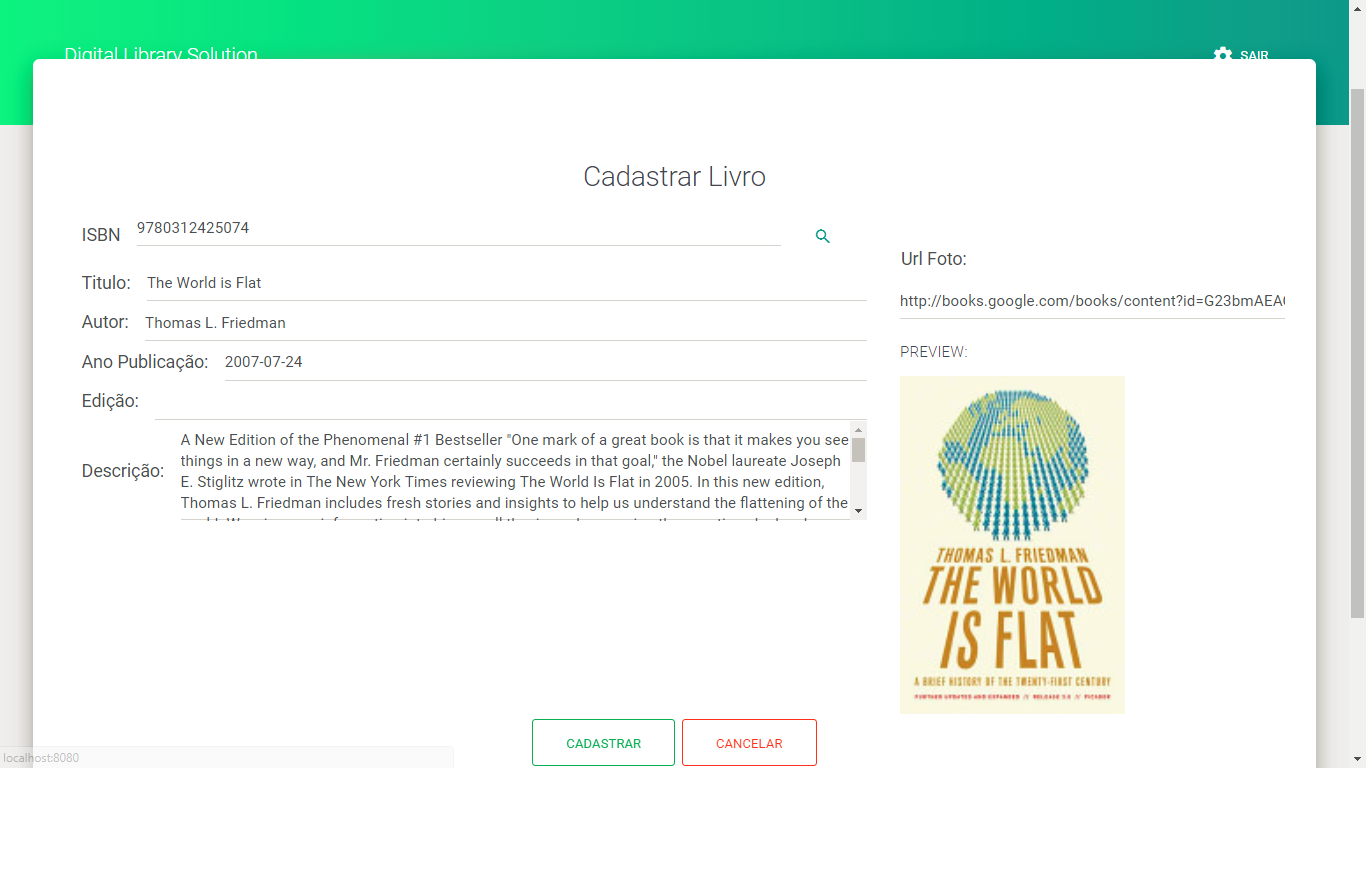 Digital Library Solution
SAIR
Cadastrar Livro
ISBN 9780312425074
Titulo: The World is Flat
Autor: Thomas L. Friedman
Ano Publicação: 2007-07-24
Edição:
Descrição:
A New Edition of the Phenomenal #1 Bestseller "One mark of a great book is that it makes you see
things in a new way, and Mr. Friedman certainly succeeds in that goal," the Nobel laureate Joseph
E. Stiglitz wrote in The New York Times reviewing The World Is Flat in 2005. In this new edition,
Thomas L. Friedman includes fresh stories and insights to help us understand the flattening of the
Url Foto:
http://books.google.com/books/content?id=G23bmAEA
PREVIEW:
THOMAS L. FRIEDMAN
THE WORLD
IS FLAT
A BRIEF HISTORY OF THE TWENTY-FIRST CENTURY
FURTHER UPDATED AND EXPANDED // RELEASE 3.0 // PICADOR
CADASTRAR
CANCELAR
localhost:8080